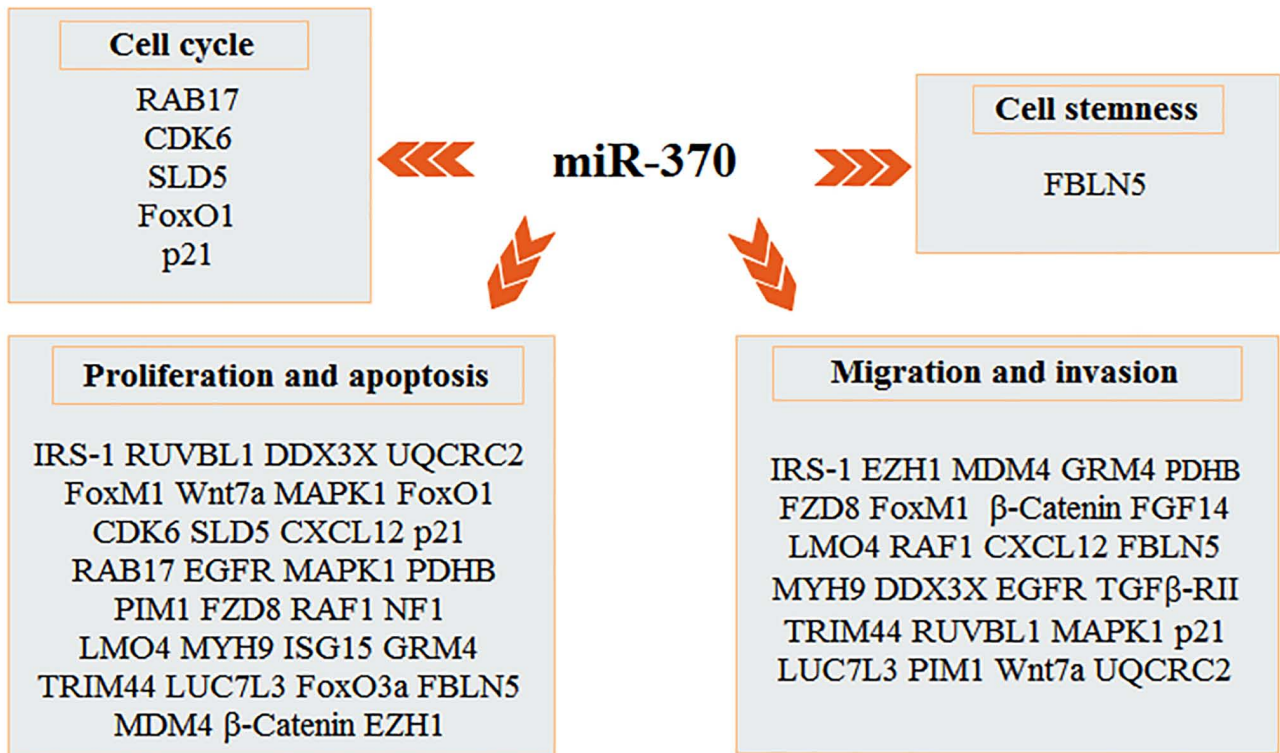 Cell cycle
RAB17
CDK6
SLD5
FoxO1
p21
miR-370
Cell stemness
FBLN5
Proliferation and apoptosis
IRS-1 RUVBL1 DDX3X UQCRC2
FoxM1 Wnt7a MAPK1 FoxO1
CDK6 SLD5 CXCL12 p21
RAB17 EGFR MAPK1 PDHB
PIM1 FZD8 RAF1 NF1
LMO4 MYH9 ISG15 GRM4
TRIM44 LUC7L3 FoxO3a FBLN5
MDM4 β-Catenin EZH1
Migration and invasion
IRS-1 EZH1 MDM4 GRM4 PDHB
FZD8 FoxM1 β-Catenin FGF14
LMO4 RAF1 CXCL12 FBLN5
MYH9 DDX3X EGFR TGFβ-RII
TRIM44 RUVBL1 MAPK1 p21
LUC7L3 PIM1 Wnt7a UQCRC2